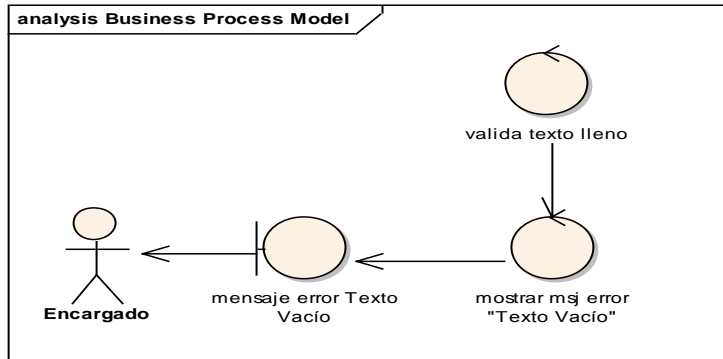 analysis Business Process Model
valida texto lleno
mensaje error Texto
Vacío
mostrar msj error
"Texto Vacío"
Encargado